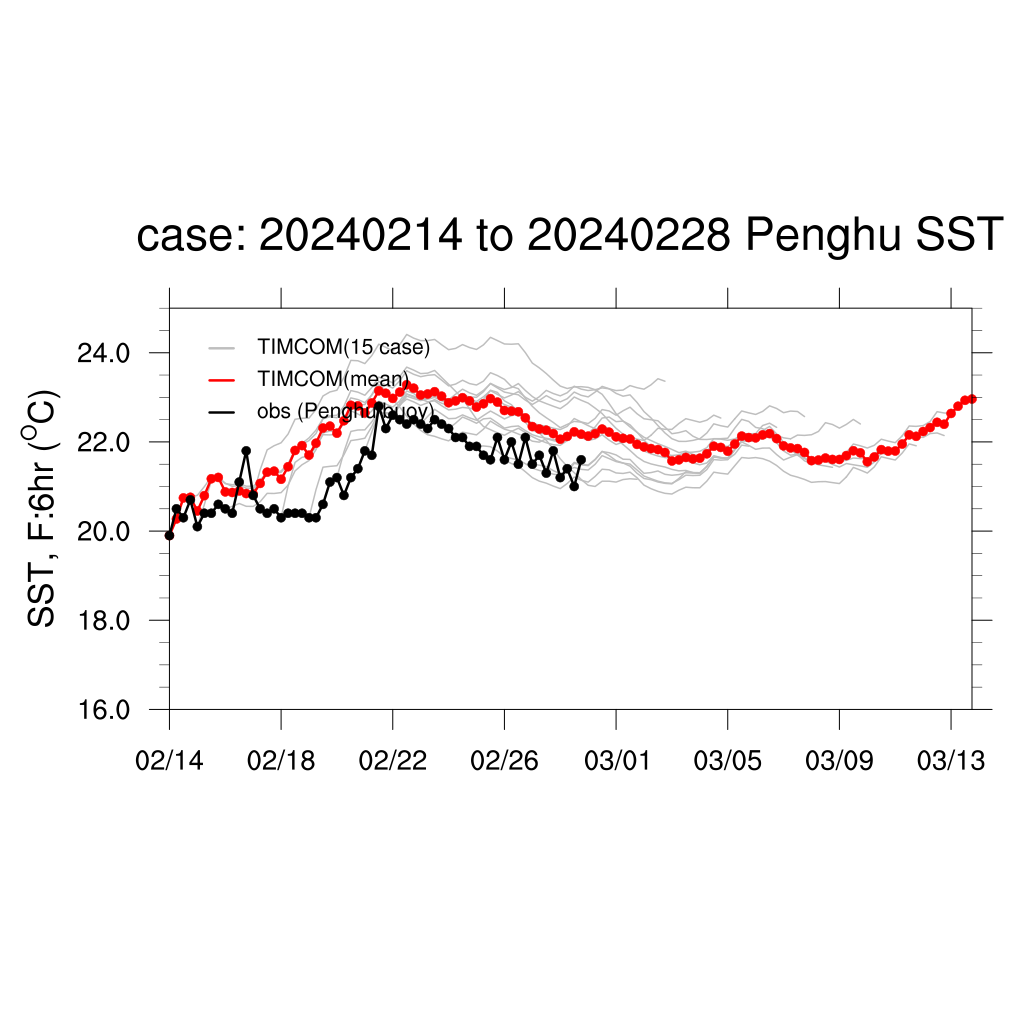 case: 20240214 to 20240228 Penghu SST
TIMCOM(15 case)
TIMCOM(mean)
obs (Penghu buoy)
SST, F:6hr (°C)
24.0
22.0
20.0
18.0
16.0
02/14 02/18 02/22 02/26 03/01 03/05 03/09 03/13